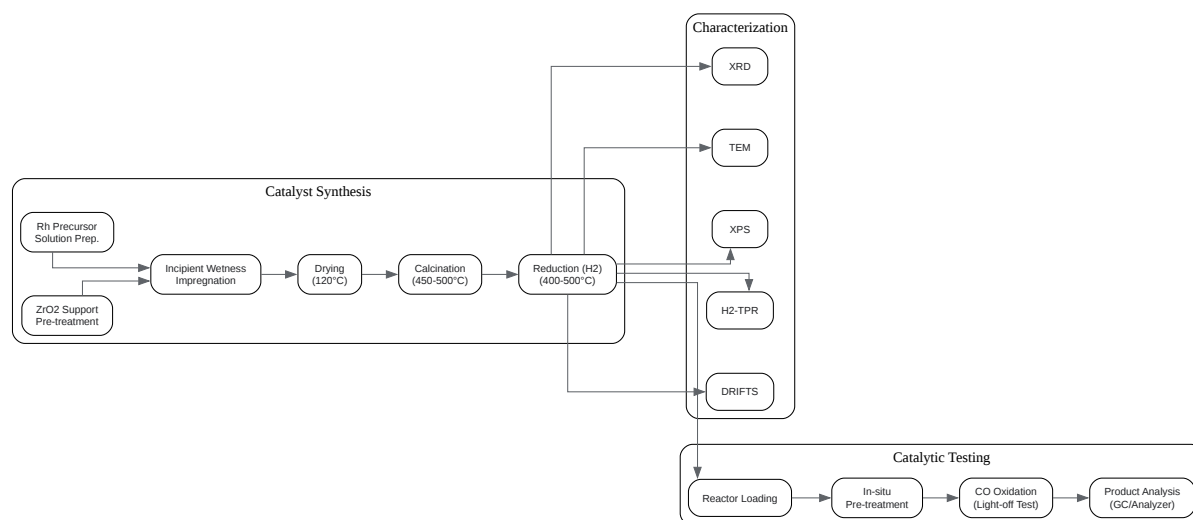 Characterization
XRD
TEM
XPS
H2-TPR
DRIFTS
Catalyst Synthesis
Rh Precursor
Solution Prep.
ZrO2 Support
Pre-treatment
Incipient Wetness
Impregnation
Drying
(120°C)
Calcination
(450-500°C)
Reduction (H2)
(400-500°C)
Catalytic Testing
Reactor Loading
In-situ
Pre-treatment
CO Oxidation
(Light-off Test)
Product Analysis
(GC/Analyzer)